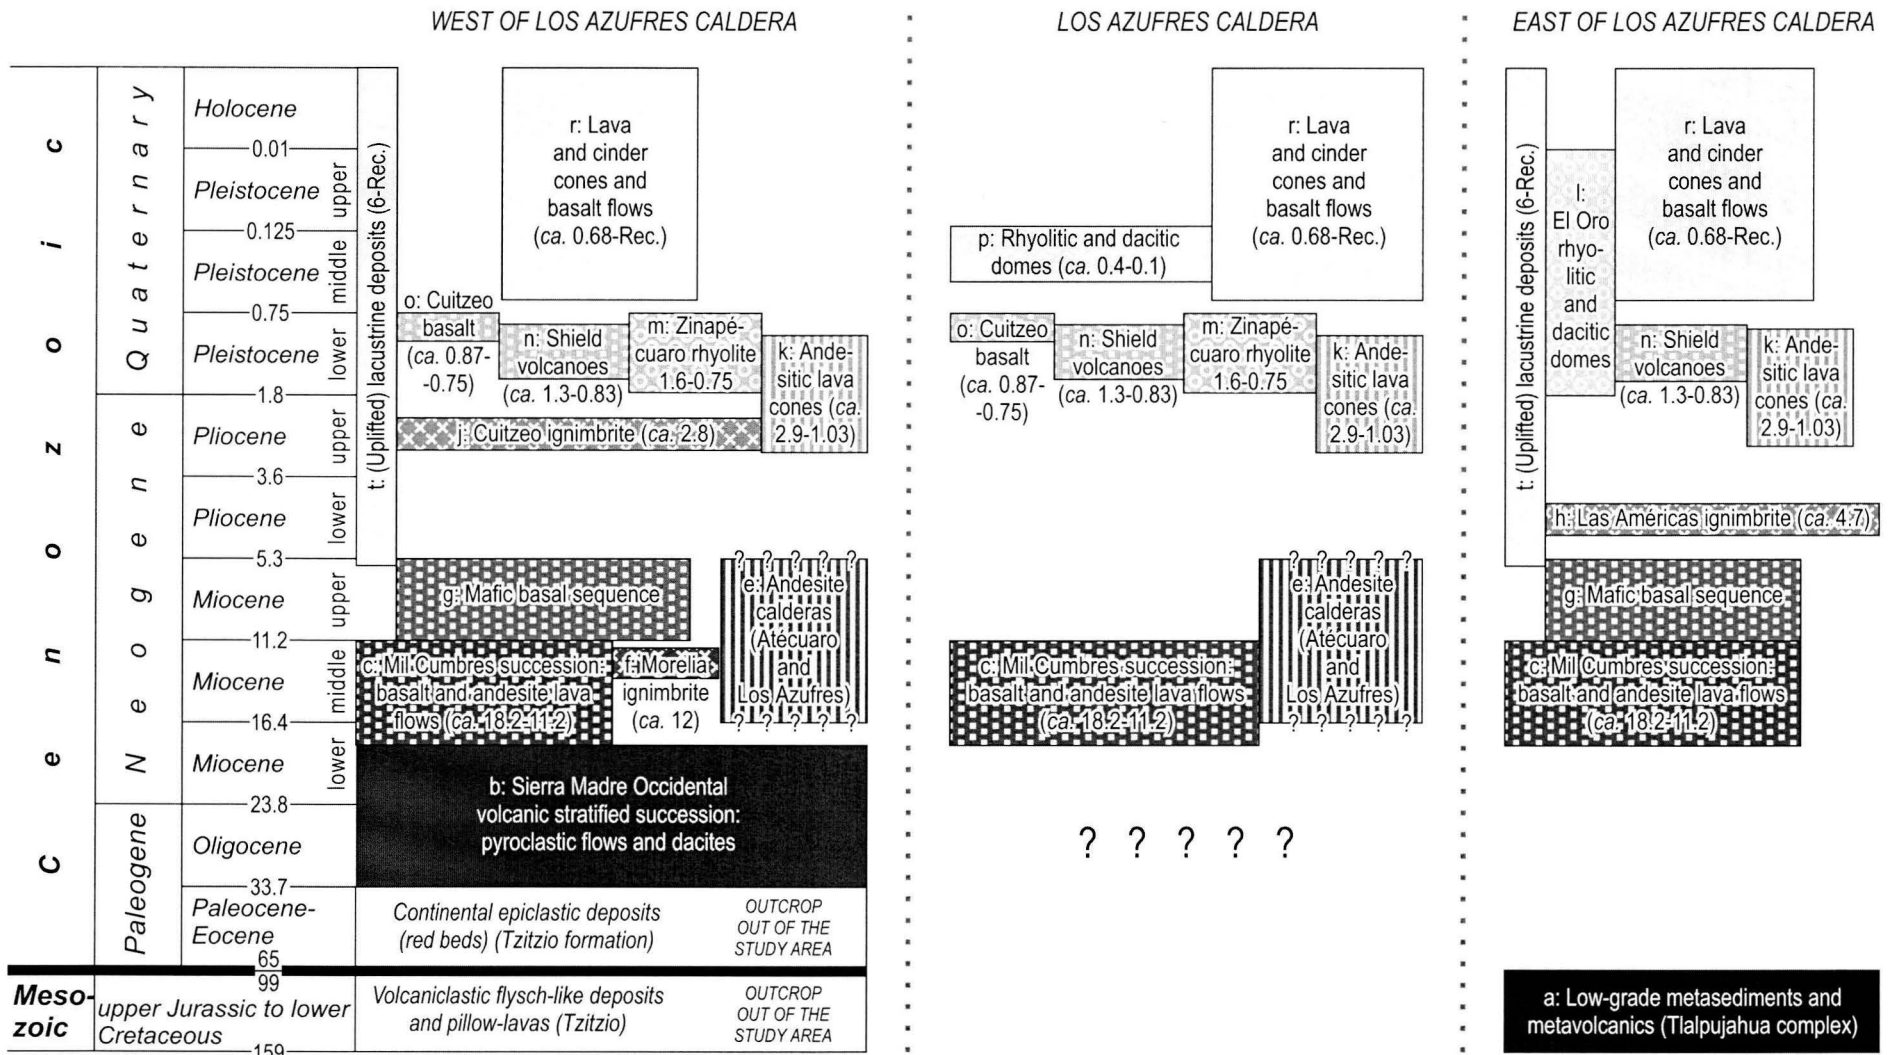 WEST OF LOS AZUFRES CALDERA
LOS AZUFRES CALDERA
EAST OF LOS AZUFRES CALDERA
Cenozoic
Quaternary
Neogene
Paleogene
Holocene
0.01
Pleistocene
upper
0.125
Pleistocene
middle
0.75
Pleistocene
lower
1.8
Pliocene
upper
3.6
Pliocene
lower
5.3
Miocene
upper
11.2
Miocene
middle
16.4
Miocene
lower
23.8
Oligocene
33.7
Paleocene-
Eocene
65
99
Meso-
zoic
upper Jurassic to lower
Cretaceous
159
t: (Uplifted) lacustrine deposits (6-Rec.)
r: Lava
and cinder
cones and
basalt flows
(ca. 0.68-Rec.)
o: Cuitzeo
basalt
(ca. 0.87-
-0.75)
n: Shield
volcanoes
(ca. 1.3-0.83)
m: Zinapé-
cuaro rhyolite
1.6-0.75
k: Ande-
sitic lava
cones (ca.
2.9-1.03)
j: Cuitzeo ignimbrite (ca. 2.8)
g: Mafic basal sequence
? ? ? ? ?
e: Andesite
calderas
(Atécuaro
and
Los Azufres)
? ? ? ? ?
c: Mil Cumbres succession:
basalt and andesite lava
flows (ca. 18.2-11.2)
f: Morelia
ignimbrite
(ca. 12)
b: Sierra Madre Occidental
volcanic stratified succession:
pyroclastic flows and dacites
Continental epiclastic deposits
(red beds) (Tzitzio formation)
OUTCROP
OUT OF THE
STUDY AREA
Volcaniclastic flysch-like deposits
and pillow-lavas (Tzitzio)
OUTCROP
OUT OF THE
STUDY AREA
r: Lava
and cinder
cones and
basalt flows
(ca. 0.68-Rec.)
p: Rhyolitic and dacitic
domes (ca. 0.4-0.1)
o: Cuitzeo
basalt
(ca. 0.87-
-0.75)
n: Shield
volcanoes
(ca. 1.3-0.83)
m: Zinapé-
cuaro rhyolite
1.6-0.75
k: Ande-
sitic lava
cones (ca.
2.9-1.03)
? ? ? ? ?
e: Andesite
calderas
(Atécuaro
and
Los Azufres)
? ? ? ? ?
c: Mil Cumbres succession:
basalt and andesite lava flows
(ca. 18.2-11.2)
? ? ? ? ?
t: (Uplifted) lacustrine deposits (6-Rec.)
l:
El Oro
rhyo-
litic
and
dacitic
domes
r: Lava
and cinder
cones and
basalt flows
(ca. 0.68-Rec.)
n: Shield
volcanoes
(ca. 1.3-0.83)
k: Ande-
sitic lava
cones (ca.
2.9-1.03)
h: Las Américas ignimbrite (ca. 4.7)
g: Mafic basal sequence
c: Mil Cumbres succession:
basalt and andesite lava flows
(ca. 18.2-11.2)
a: Low-grade metasediments and
metavolcanics (Tlalpujahua complex)